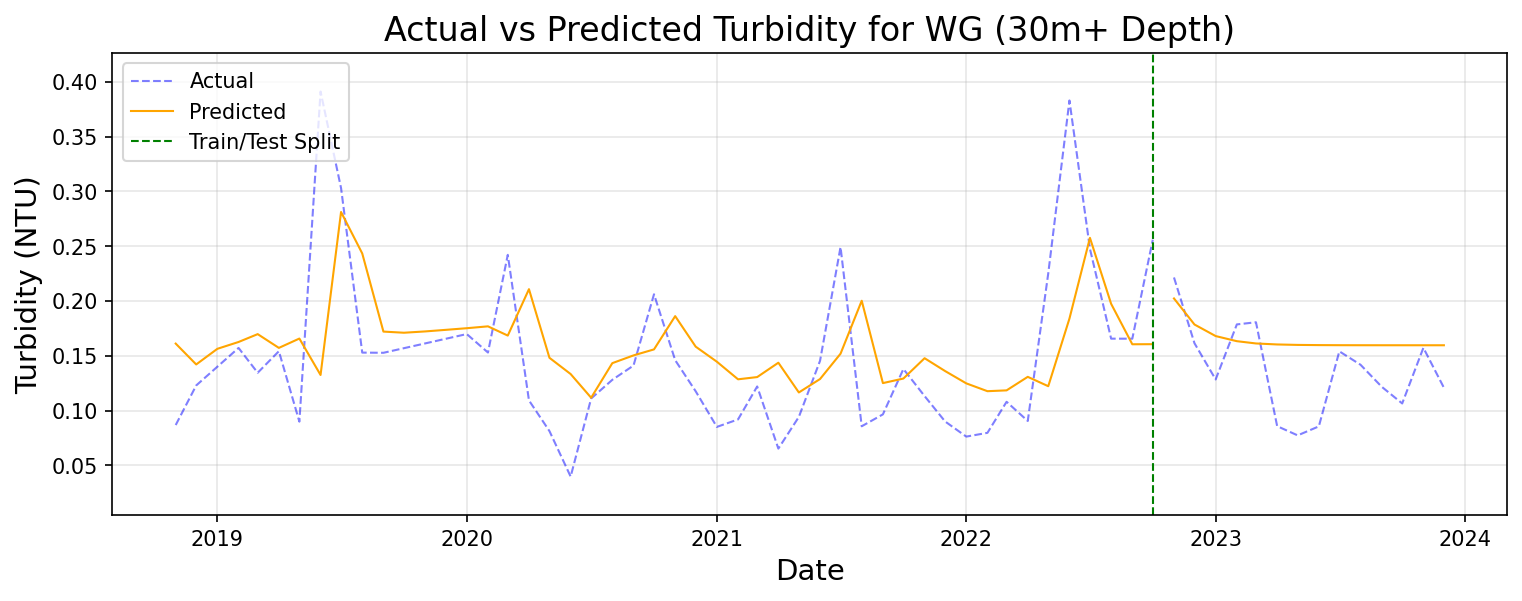 Actual vs Predicted Turbidity for WG (30m+ Depth)
Actual
Predicted
Train/Test Split
Turbidity (NTU)
0.40
0.35
0.30
0.25
0.20
0.15
0.10
0.05
2019 2020 2021 2022 2023 2024
Date